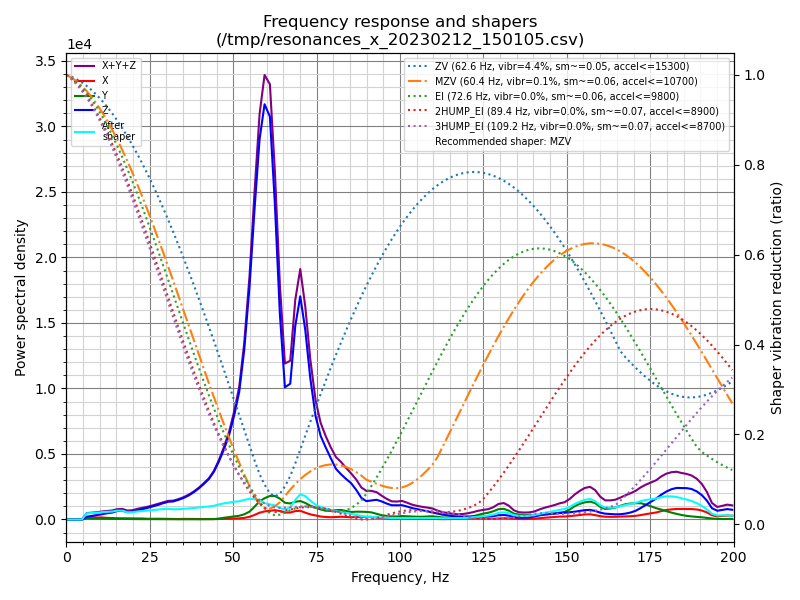 Frequency response and shapers
(/tmp/resonances_x_20230212_150105.csv)
1e4
X+Y+Z
X
Y
Z
After
shaper
ZV (62.6 Hz, vibr=4.4%, sm~=0.05, accel<=15300)
MZV (60.4 Hz, vibr=0.1%, sm~=0.06, accel<=10700)
EI (72.6 Hz, vibr=0.0%, sm~=0.06, accel<=9800)
2HUMP_EI (89.4 Hz, vibr=0.0%, sm~=0.07, accel<=8900)
3HUMP_EI (109.2 Hz, vibr=0.0%, sm~=0.07, accel<=8700)
Recommended shaper: MZV
3.5
3.0
2.5
2.0
1.5
1.0
0.5
0.0
Power spectral density
1.0
0.8
0.6
0.4
0.2
0.0
Shaper vibration reduction (ratio)
0 25 50 75 100 125 150 175 200
Frequency, Hz